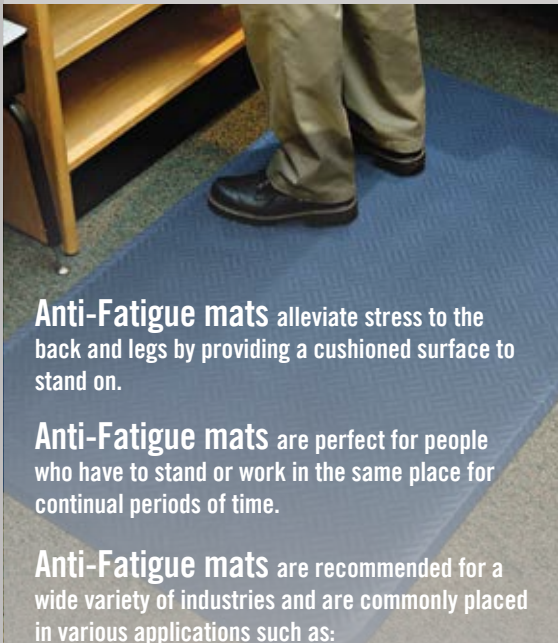 Anti-Fatigue mats alleviate stress to the
back and legs by providing a cushioned surface to
stand on.
Anti-Fatigue mats are perfect for people
who have to stand or work in the same place for
continual periods of time.
Anti-Fatigue mats are recommended for a
wide variety of industries and are commonly placed
in various applications such as: